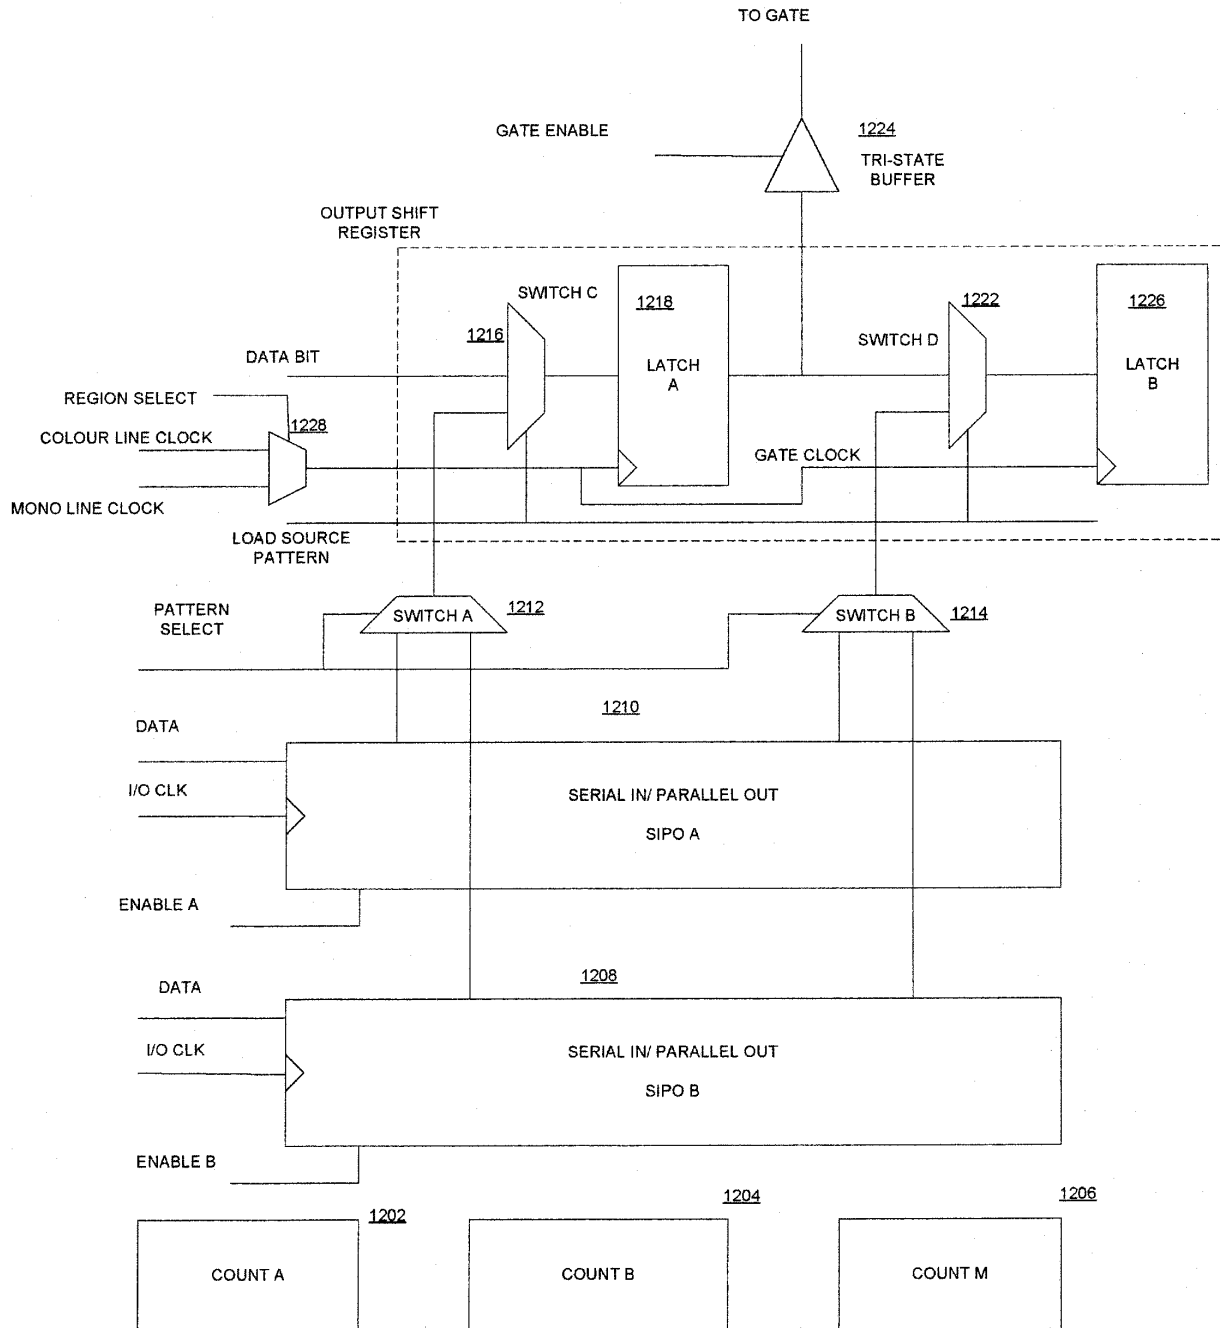 TO GATE
GATE ENABLE
1224
TRI-STATE
BUFFER
OUTPUT SHIFT
REGISTER
SWITCH C
1216
1218
LATCH
A
1222
SWITCH D
1226
LATCH
B
DATA BIT
REGION SELECT
1228
COLOUR LINE CLOCK
MONO LINE CLOCK
GATE CLOCK
LOAD SOURCE
PATTERN
PATTERN
SELECT
SWITCH A
1212
SWITCH B
1214
1210
DATA
I/O CLK
SERIAL IN/ PARALLEL OUT
SIPO A
ENABLE A
1208
DATA
I/O CLK
SERIAL IN/ PARALLEL OUT
SIPO B
ENABLE B
1202
1204
1206
COUNT A
COUNT B
COUNT M